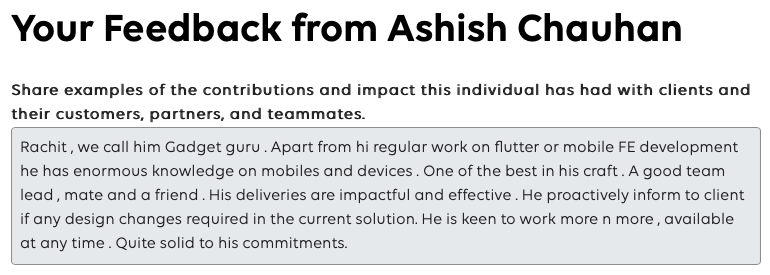 Your Feedback from Ashish Chauhan
Share examples of the contributions and impact this individual has had with clients and
their customers, partners, and teammates.
Rachit , we call him Gadget guru . Apart from hi regular work on flutter or mobile FE development
he has enormous knowledge on mobiles and devices . One of the best in his craft . A good team
lead , mate and a friend . His deliveries are impactful and effective . He proactively inform to client
if any design changes required in the current solution. He is keen to work more n more , available
at any time . Quite solid to his commitments.